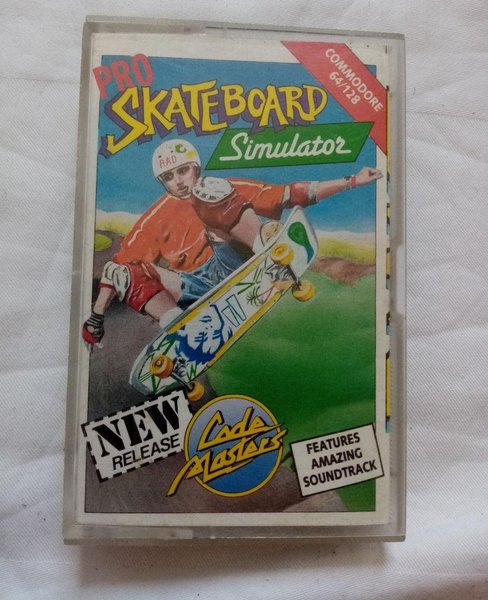 PRO
SKATEBOARD
Simulator
COMMODORE
64/128
RAD
NEW
RELEASE
Code
Masters
FEATURES
AMAZING
SOUNDTRACK